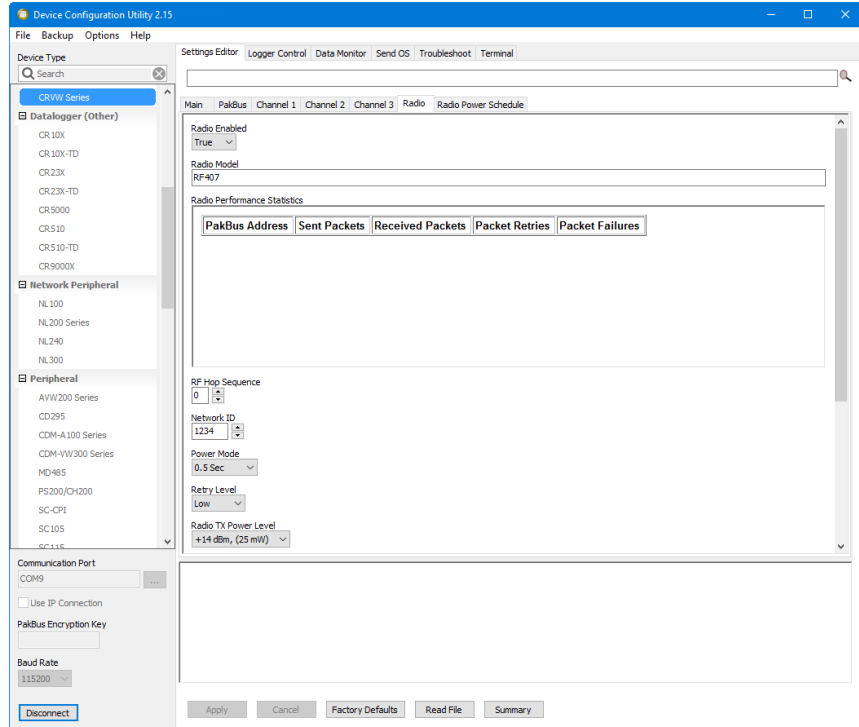 Device Configuration Utility 2.15
File Backup Options Help
Device Type
Search
CRVW Series
Datalogger (Other)
CR10X
CR10X-TD
CR23X
CR23X-TD
CR5000
CR510
CR510-TD
CR9000X
Network Peripheral
NL100
NL200 Series
NL240
NL300
Peripheral
AVW200 Series
CD295
CDM-A100 Series
CDM-VW300 Series
MD485
PS200/CH200
SC-CPI
SC105
SC115
Communication Port
COM9
...
Use IP Connection
PakBus Encryption Key
Baud Rate
115200
Disconnect
Settings Editor Logger Control Data Monitor Send OS Troubleshoot Terminal
Main PakBus Channel 1 Channel 2 Channel 3 Radio Radio Power Schedule
Radio Enabled
True
Radio Model
RF407
Radio Performance Statistics
PakBus Address Sent Packets Received Packets Packet Retries Packet Failures
RF Hop Sequence
0
Network ID
1234
Power Mode
0.5 Sec
Retry Level
Low
Radio TX Power Level
+14 dBm, (25 mW)
Apply Cancel Factory Defaults Read File Summary